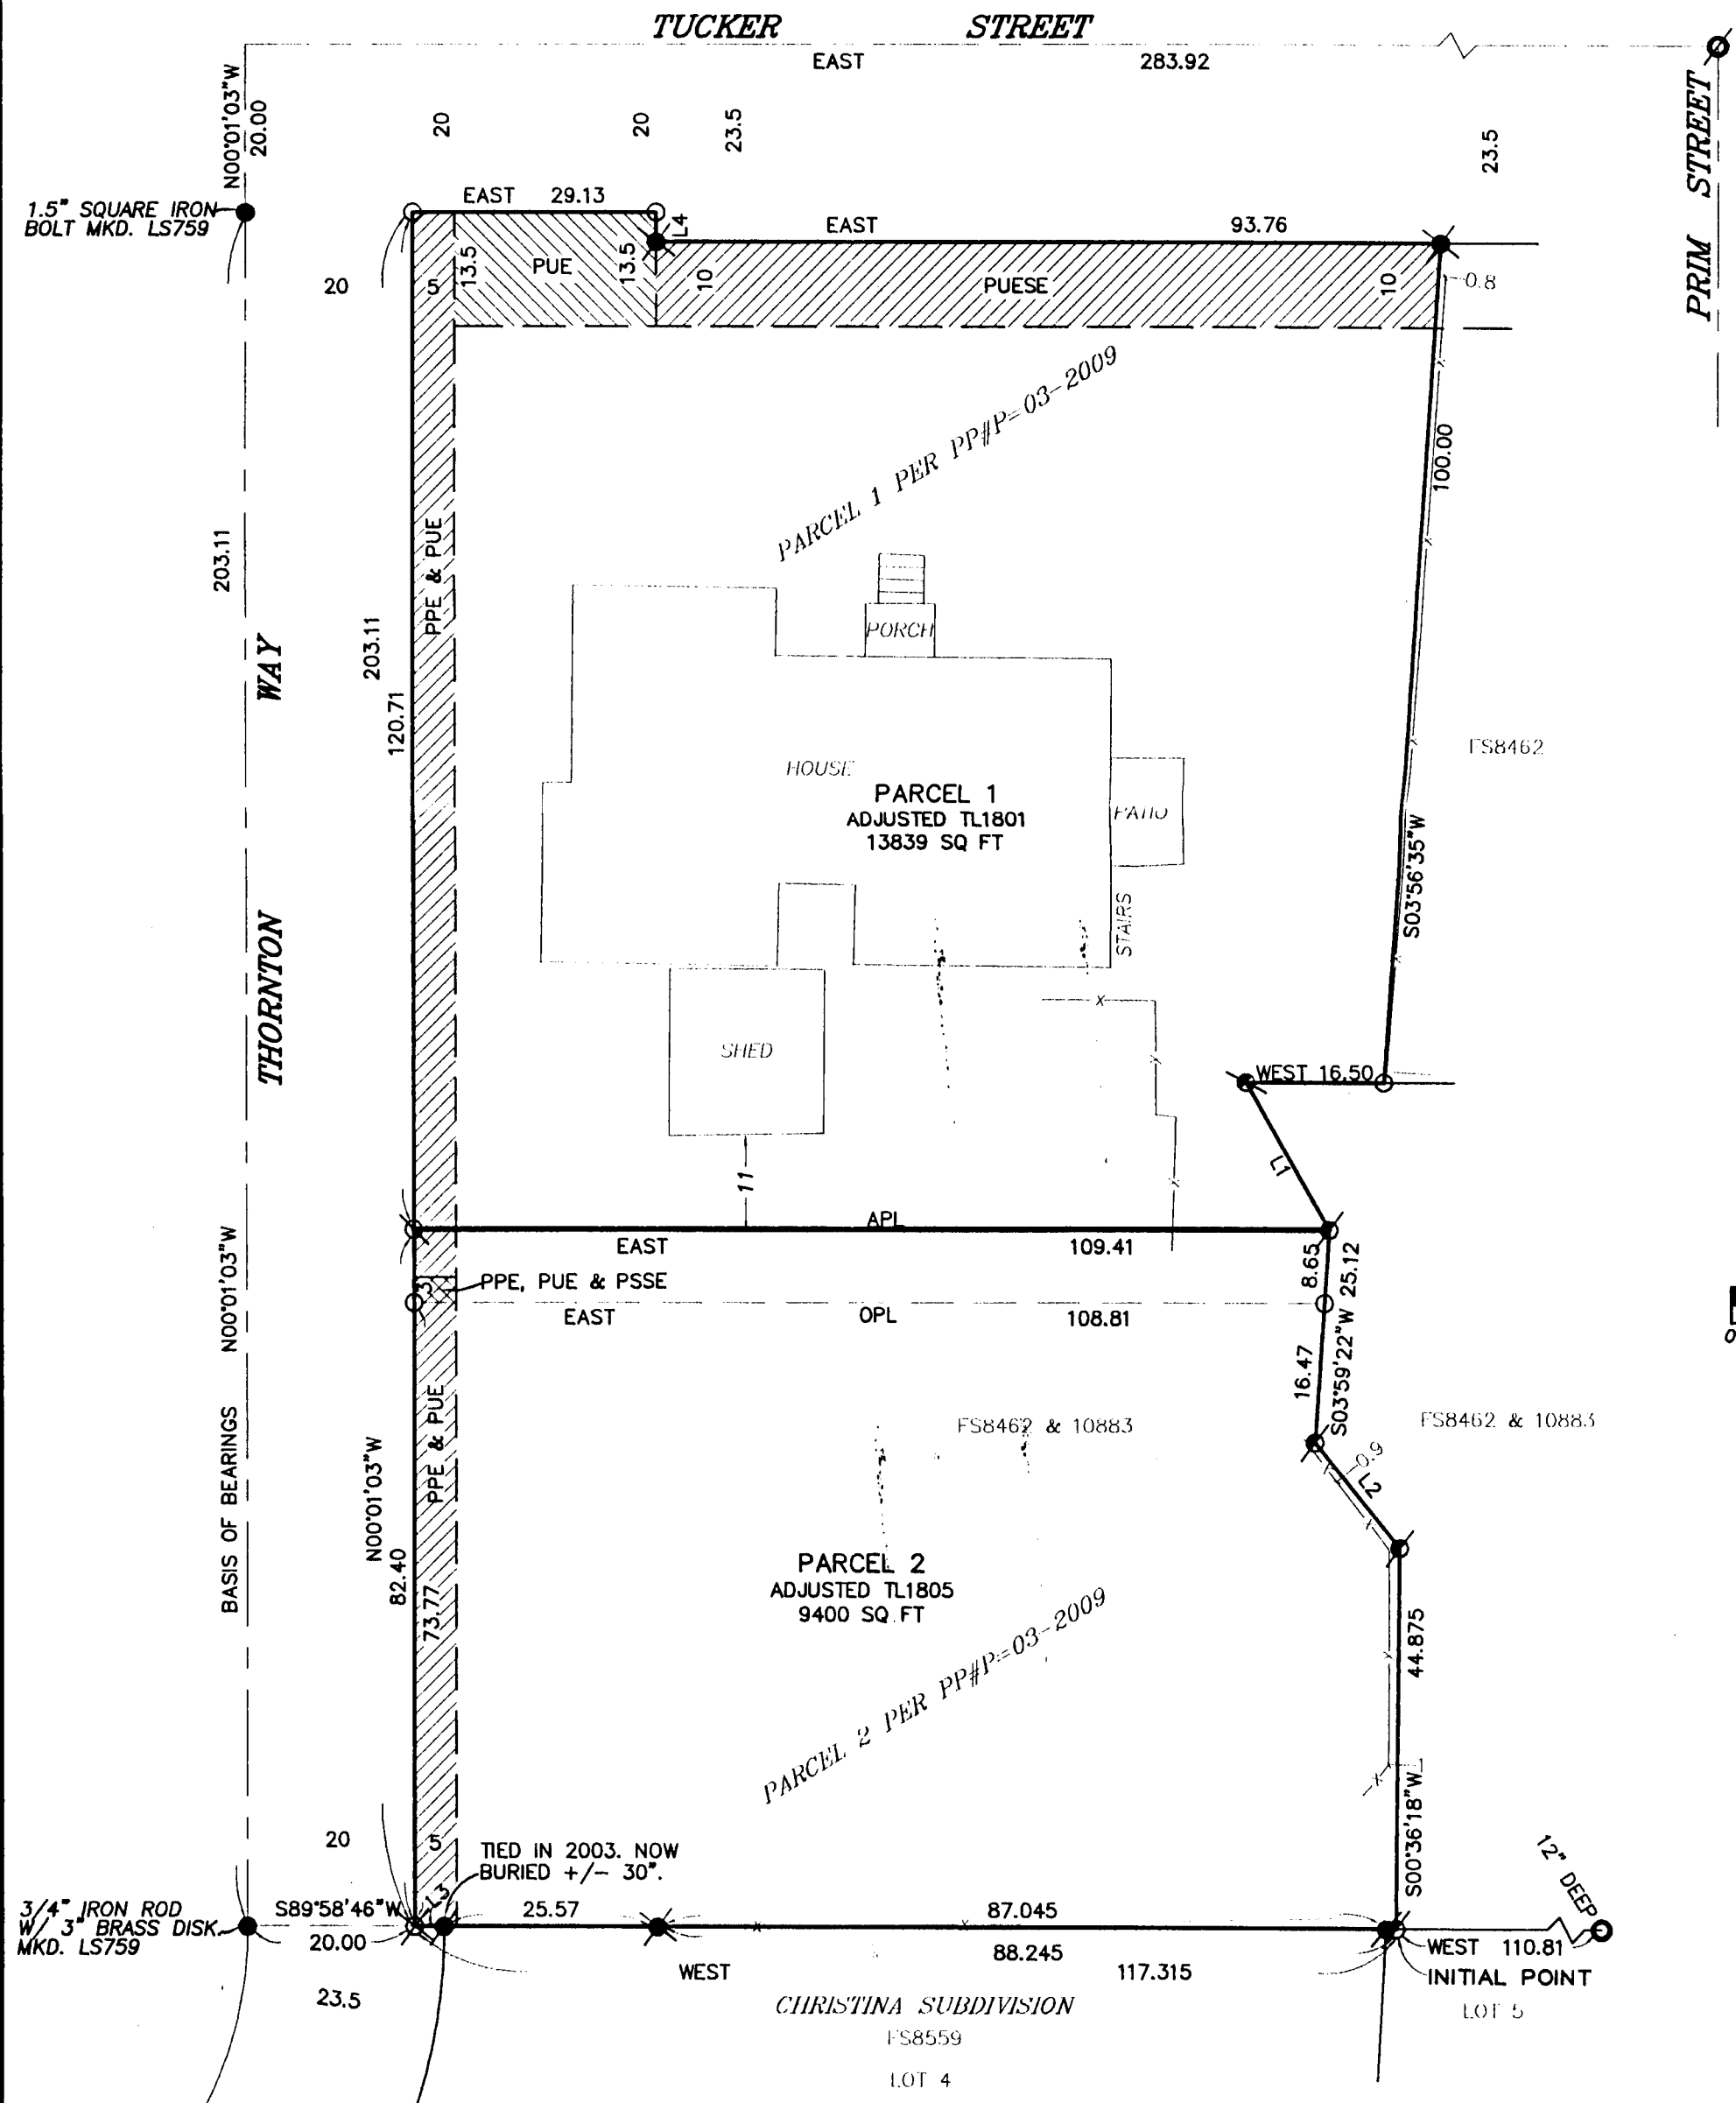 TUCKER STREET
EAST 283.92
N00°01'03"W
20.00
20
20
23.5
23.5
PRIM STREET
1.5" SQUARE IRON
BOLT MKD. LS759
EAST 29.13
L4
EAST 93.76
20
5
13.5
PUE
13.5
10
PUESE
10
0.8
PARCEL 1 PER PP#P=03-2009
100.00
203.11
PPE & PUE
203.11
WAY
120.71
PORCH
FS8462
HOUSE
PARCEL 1
ADJUSTED TL1801
13839 SQ FT
PATIO
S03°56'35"W
STAIRS
THORNTON
SHED
WEST 16.50
L1
11
APL
EAST 109.41
N00°01'03"W
8.65
25.12
3
PPE, PUE & PSSE
EAST OPL 108.81
0
16.47
S03°59'22"W
BASIS OF BEARINGS
N00°01'03"W
PPE & PUE
FS8462 & 10883
FS8462 & 10883
0.9
L2
82.40
73.77
PARCEL 2
ADJUSTED TL1805
9400 SQ.FT
44.875
PARCEL 2 PER PP#P=03-2009
S00°36'18"W
20
5
TIED IN 2003. NOW
BURIED +/- 30".
12" DEEP
3/4" IRON ROD
W/ 3" BRASS DISK
MKD. LS759
S89°58'46"W
L3
25.57
87.045
20.00
88.245
WEST 110.81
WEST
117.315
INITIAL POINT
23.5
CHRISTINA SUBDIVISION
LOT 5
FS8559
LOT 4